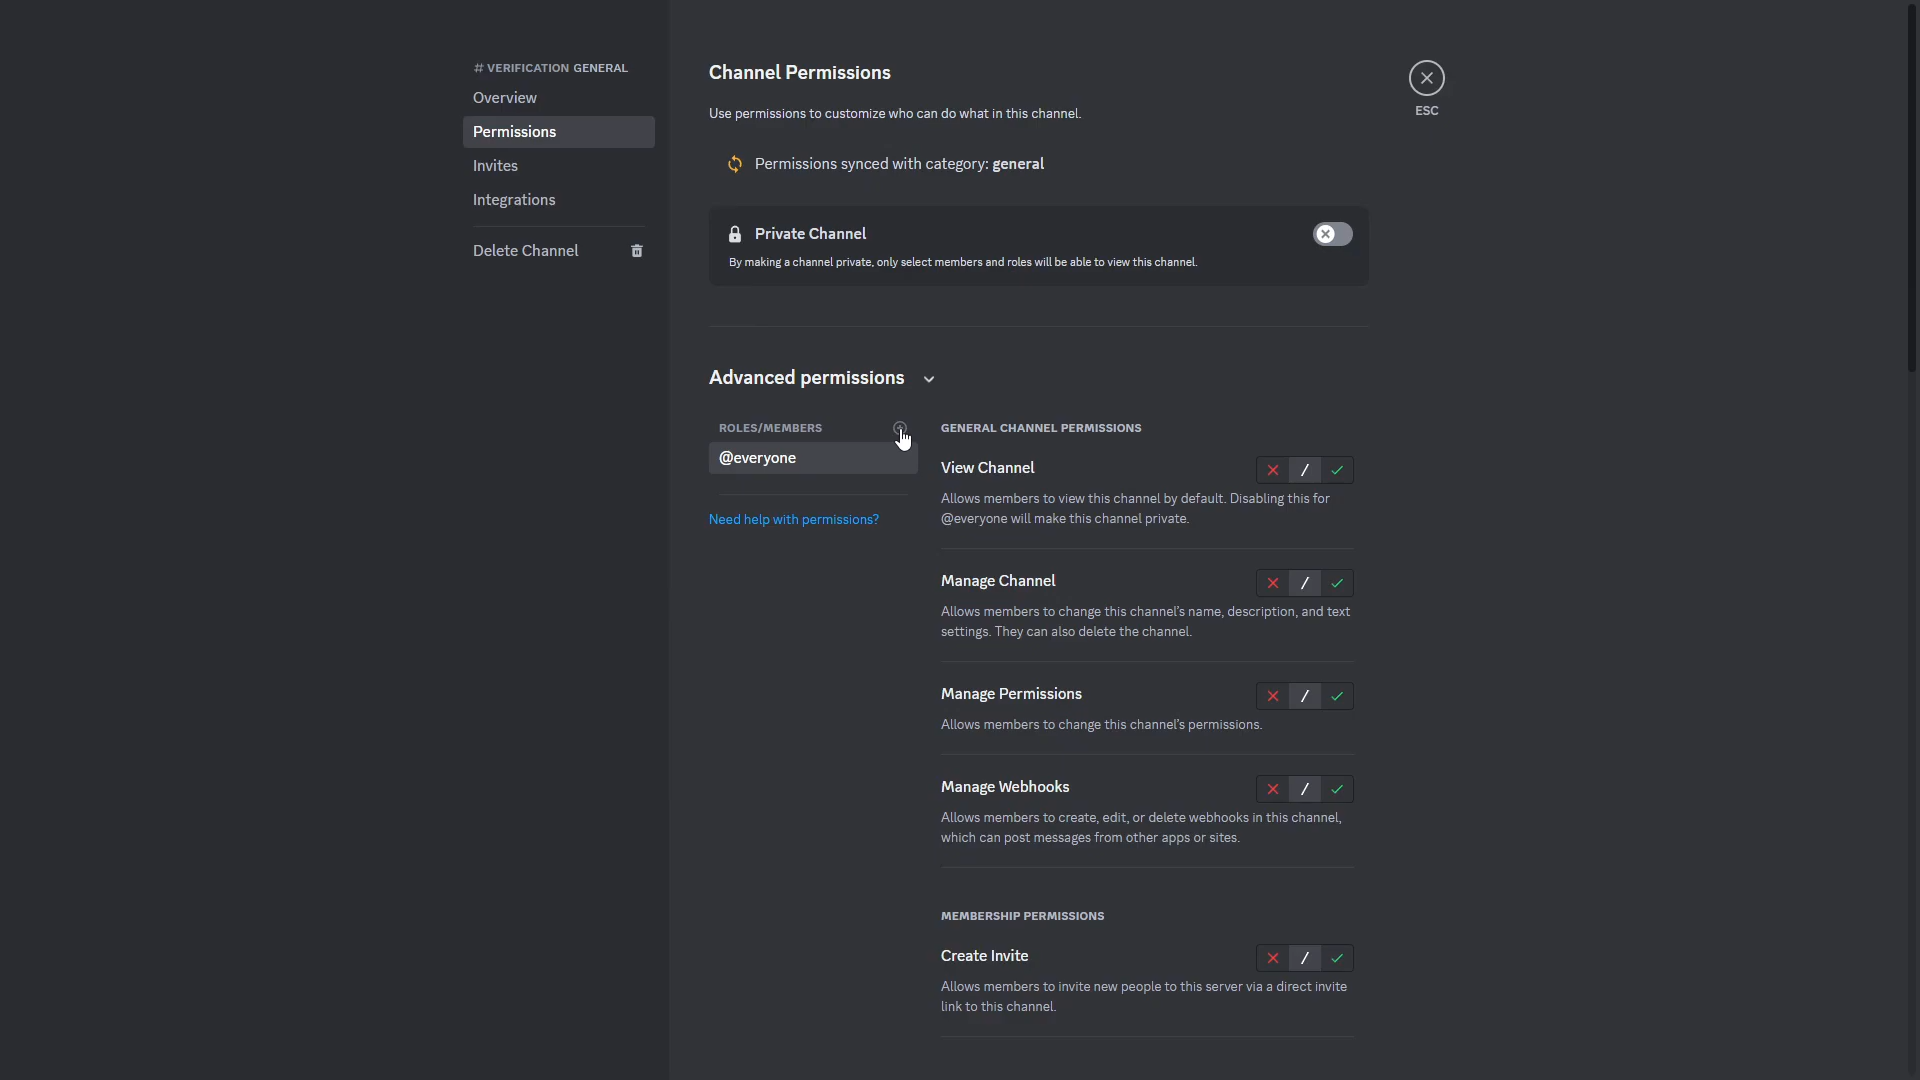 # VERIFICATION GENERAL
Overview
Permissions
Invites
Integrations
Delete Channel
Channel Permissions
Use permissions to customize who can do what in this channel.
Permissions synced with category: general
Private Channel
By making a channel private, only select members and roles will be able to view this channel.
ESC
Advanced permissions
ROLES/MEMBERS
@everyone
Need help with permissions?
GENERAL CHANNEL PERMISSIONS
View Channel
Allows members to view this channel by default. Disabling this for
@everyone will make this channel private.
Manage Channel
Allows members to change this channel's name, description, and text
settings. They can also delete the channel.
Manage Permissions
Allows members to change this channel's permissions.
Manage Webhooks
Allows members to create, edit, or delete webhooks in this channel,
which can post messages from other apps or sites.
MEMBERSHIP PERMISSIONS
Create Invite
Allows members to invite new people to this server via a direct invite
link to this channel.